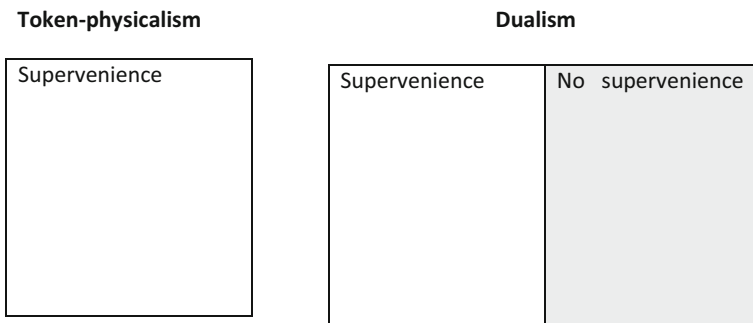 Token-physicalism
Dualism
Supervenience
Supervenience
No supervenience